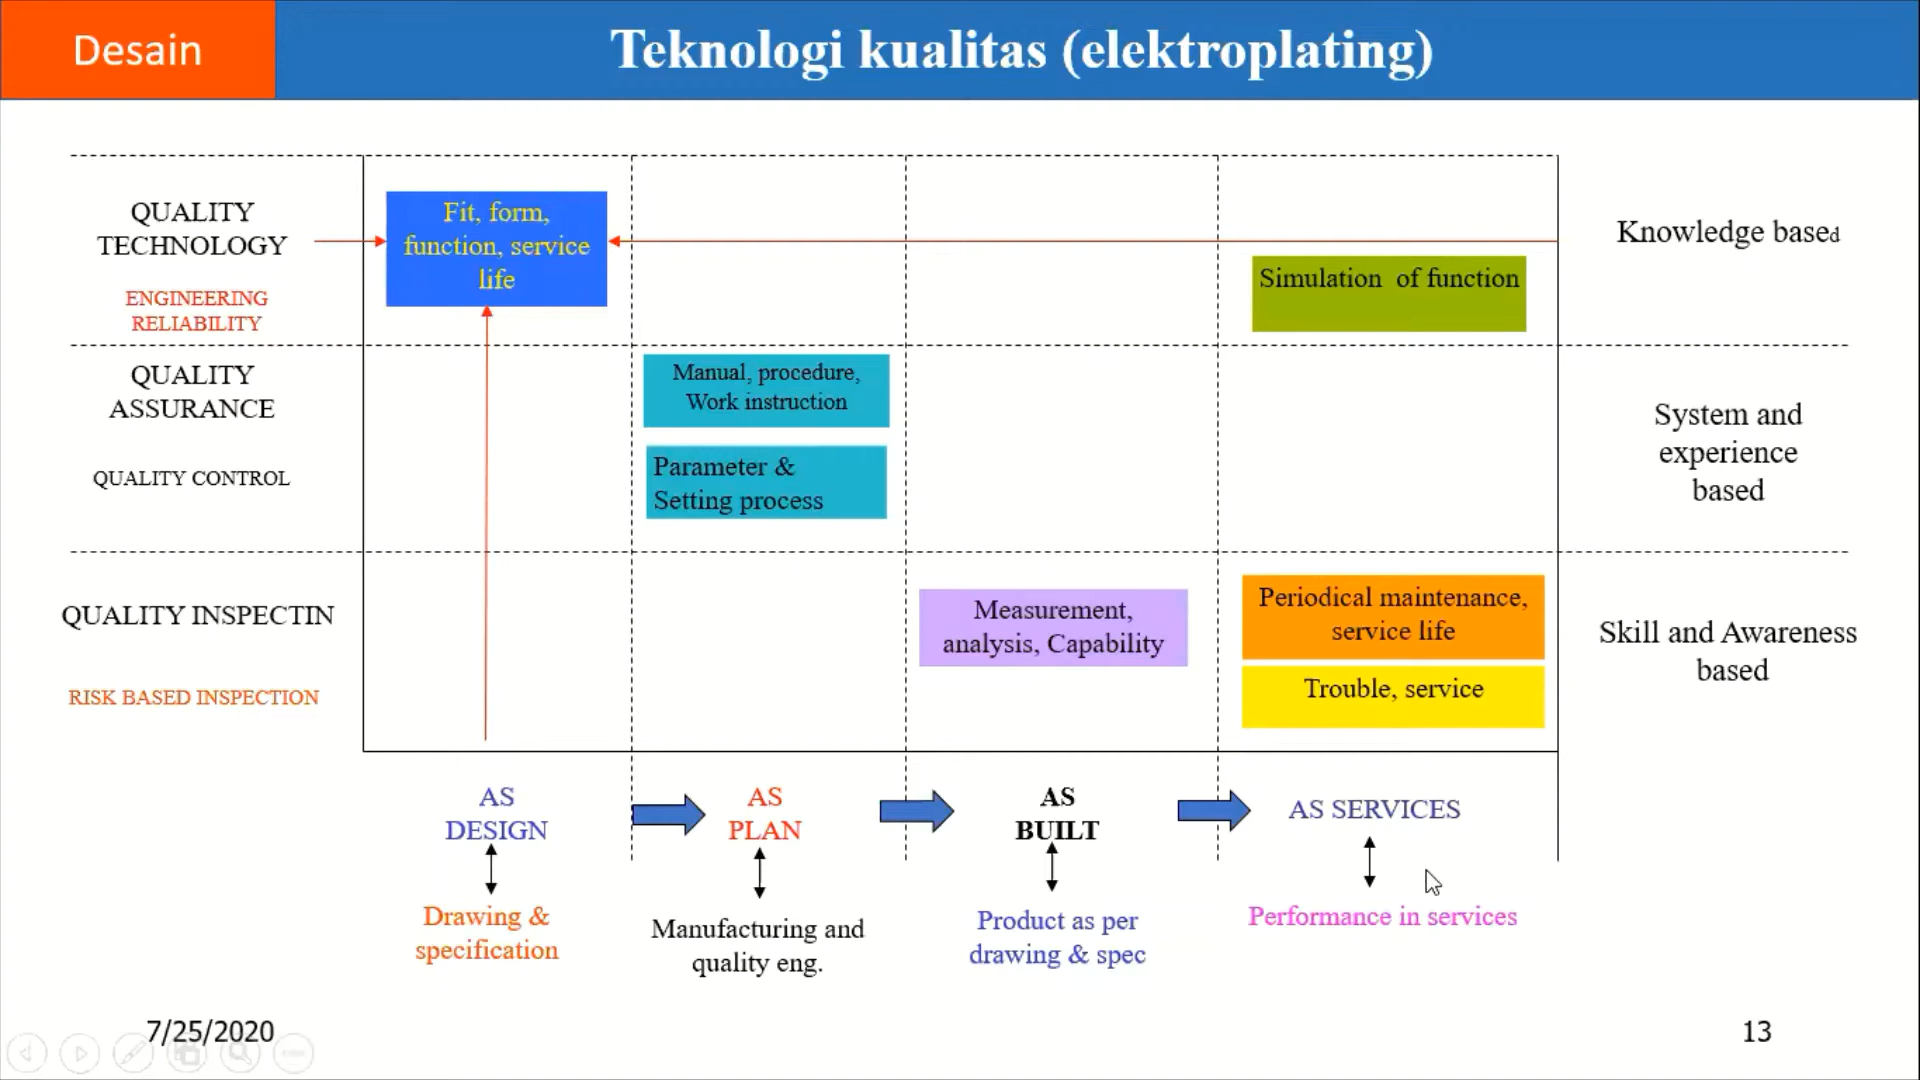 Desain
Teknologi kualitas (elektroplating)
QUALITY
TECHNOLOGY
ENGINEERING
RELIABILITY
Fit, form,
function, service
life
Simulation of function
Knowledge based
QUALITY
ASSURANCE
QUALITY CONTROL
Manual, procedure,
Work instruction
Parameter &
Setting process
System and
experience
based
QUALITY INSPECTIN
RISK BASED INSPECTION
Measurement,
analysis, Capability
Periodical maintenance,
service life
Trouble, service
Skill and Awareness
based
AS
DESIGN
AS
PLAN
AS
BUILT
AS SERVICES
Drawing &
specification
Manufacturing and
quality eng.
Product as per
drawing & spec
Performance in services
7/25/2020
13